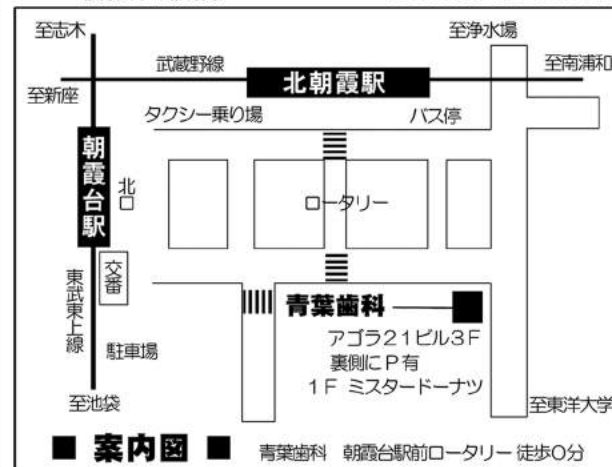 至志木
至浄水場
武蔵野線
北朝霞駅
至南浦和
至新座
タクシー乗り場
バス停
朝霞台駅
北口
ロータリー
交番
東武東上線
青葉歯科
アゴラ21ビル3F
裏側にP有
1F ミスタードーナツ
駐車場
至池袋
至東洋大学
■ 案内図 ■ 青葉歯科 朝霞台駅前ロータリー 徒歩0分